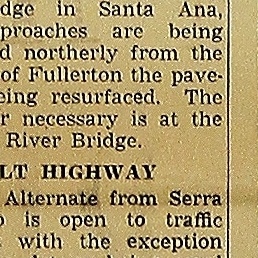 dge in Santa Ana,
proaches are being
d northerly from the
of Fullerton the pave-
eing resurfaced. The
r necessary is at the
River Bridge.
LT HIGHWAY
Alternate from Serra
o is open to traffic
with the exception